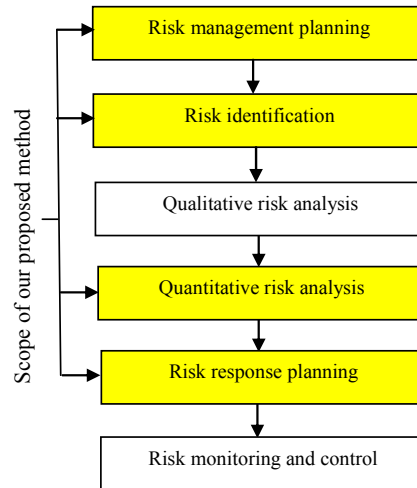 Scope of our proposed method
Risk management planning
Risk identification
Qualitative risk analysis
Quantitative risk analysis
Risk response planning
Risk monitoring and control